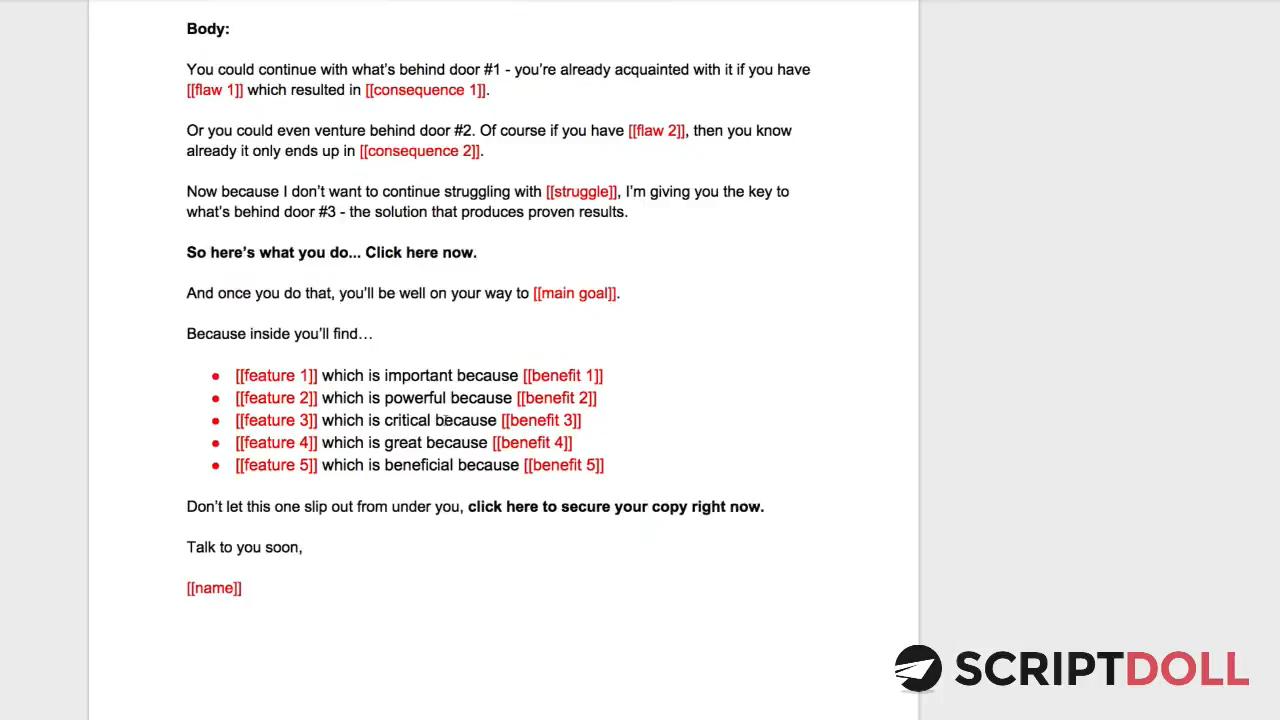 Body:
You could continue with what's behind door #1 - you're already acquainted with it if you have
[[flaw 1]] which resulted in [[consequence 1]].
Or you could even venture behind door #2. Of course if you have [[flaw 2]], then you know
already it only ends up in [[consequence 2]].
Now because I don't want to continue struggling with [[struggle]], I'm giving you the key to
what's behind door #3 - the solution that produces proven results.
So here's what you do... Click here now.
And once you do that, you'll be well on your way to [[main goal]].
Because inside you'll find…
● [[feature 1]] which is important because [[benefit 1]]
● [[feature 2]] which is powerful because [[benefit 2]]
● [[feature 3]] which is critical because [[benefit 3]]
● [[feature 4]] which is great because [[benefit 4]]
● [[feature 5]] which is beneficial because [[benefit 5]]
Don't let this one slip out from under you, click here to secure your copy right now.
Talk to you soon,
[[name]]
SCRIPTDOLL